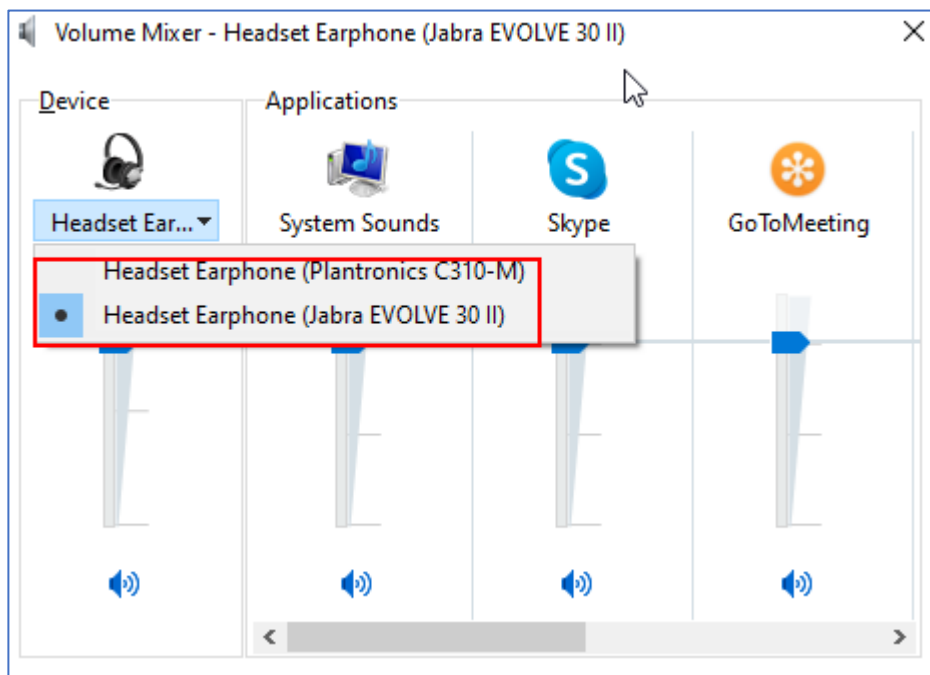 Volume Mixer - Headset Earphone (Jabra EVOLVE 30 II)
Device
Applications
Headset Ear...
System Sounds
Skype
GoToMeeting
Headset Earphone (Plantronics C310-M)
Headset Earphone (Jabra EVOLVE 30 II)